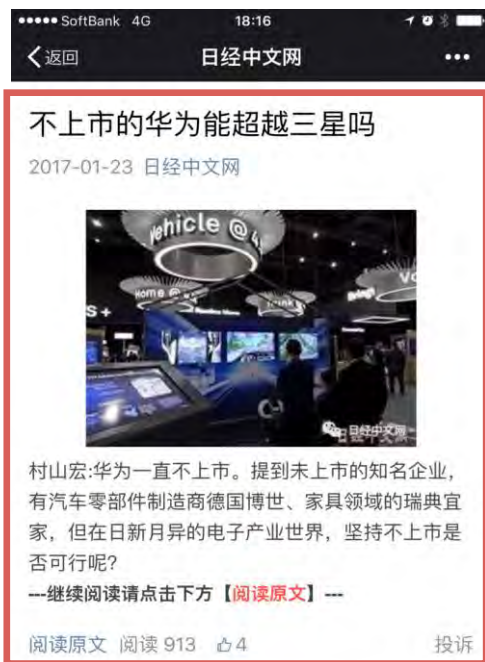 SoftBank 4G 18:16
返回 日经中文网
不上市的华为能超越三星吗
2017-01-23 日经中文网
Vehicle @
Home @
S+
日经中文网
村山宏:华为一直不上市。提到未上市的知名企业,
有汽车零部件制造商德国博世、家具领域的瑞典宜
家，但在日新月异的电子产业世界，坚持不上市是
否可行呢?
---继续阅读请点击下方【阅读原文】---
阅读原文 阅读 913 4 投诉